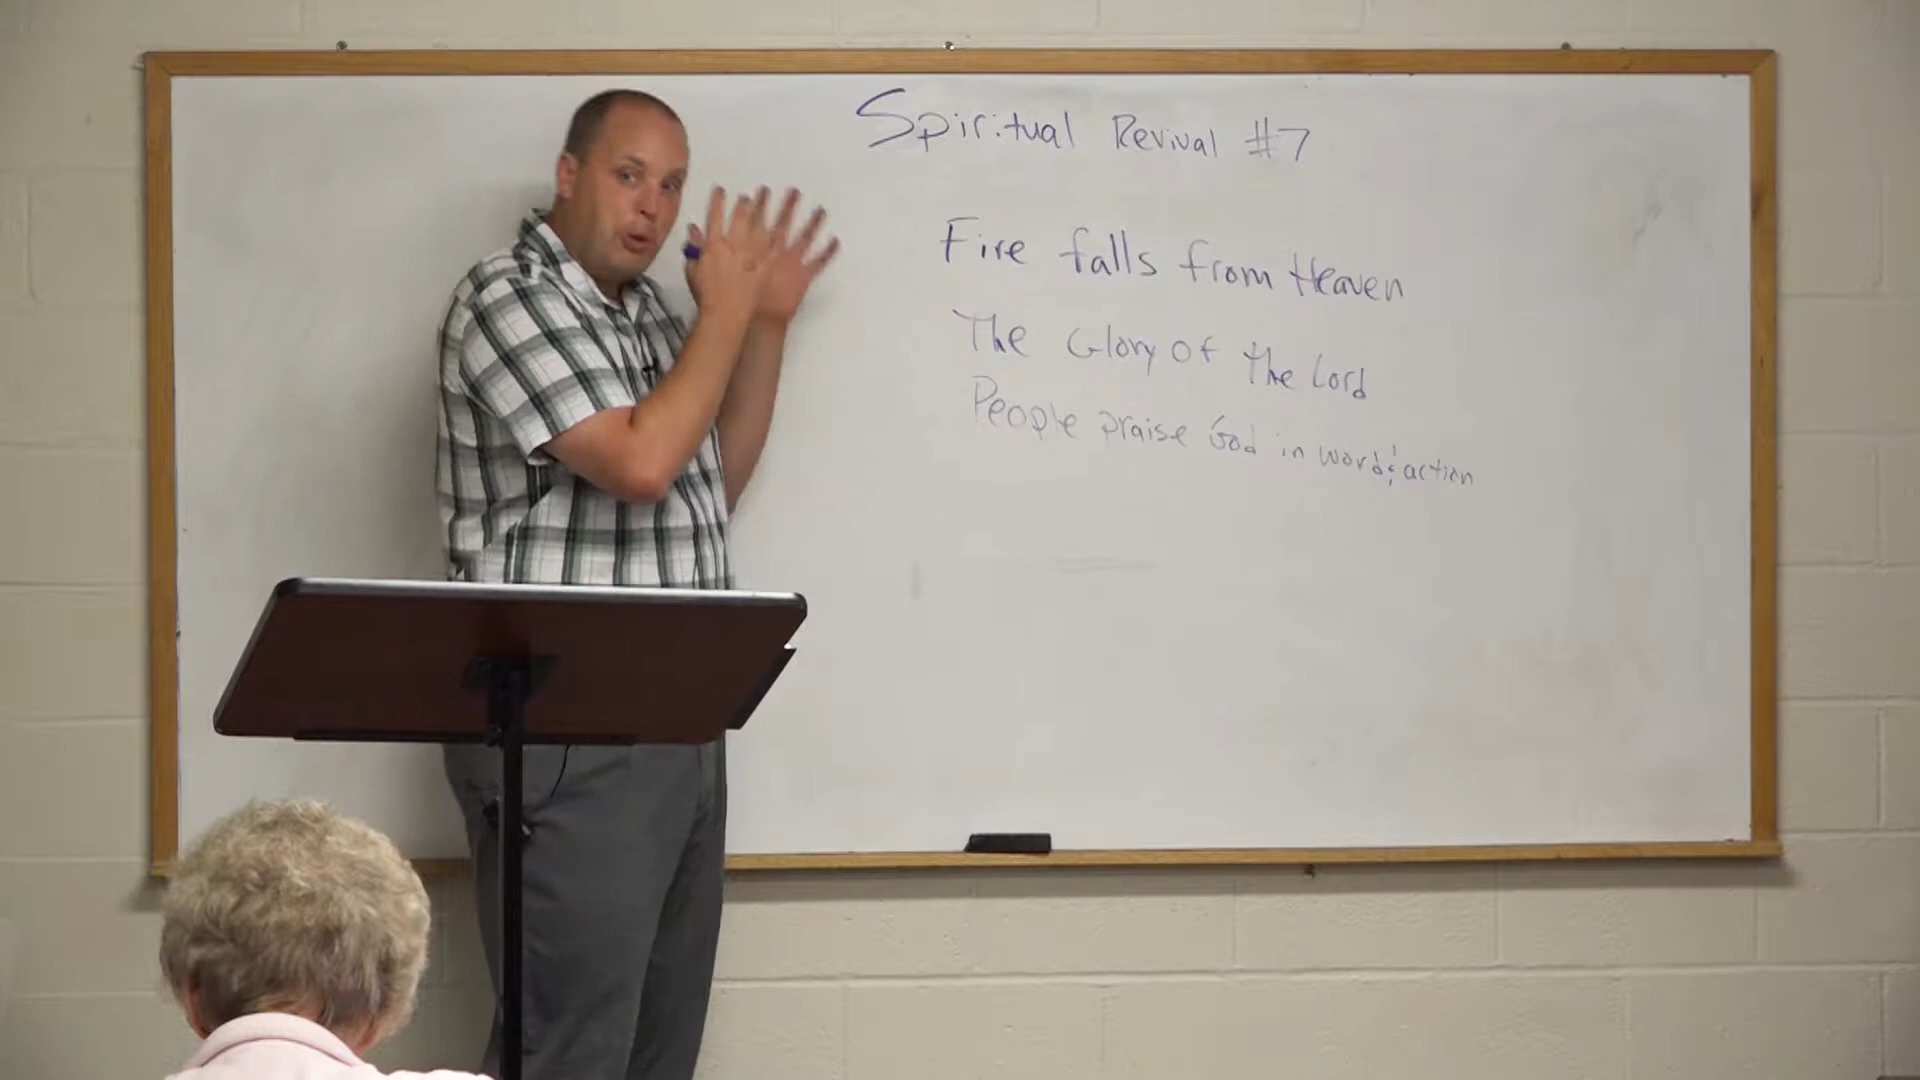 Spiritual Revival #7
Fire falls from Heaven
The Glory of the Lord
People praise God in word & action